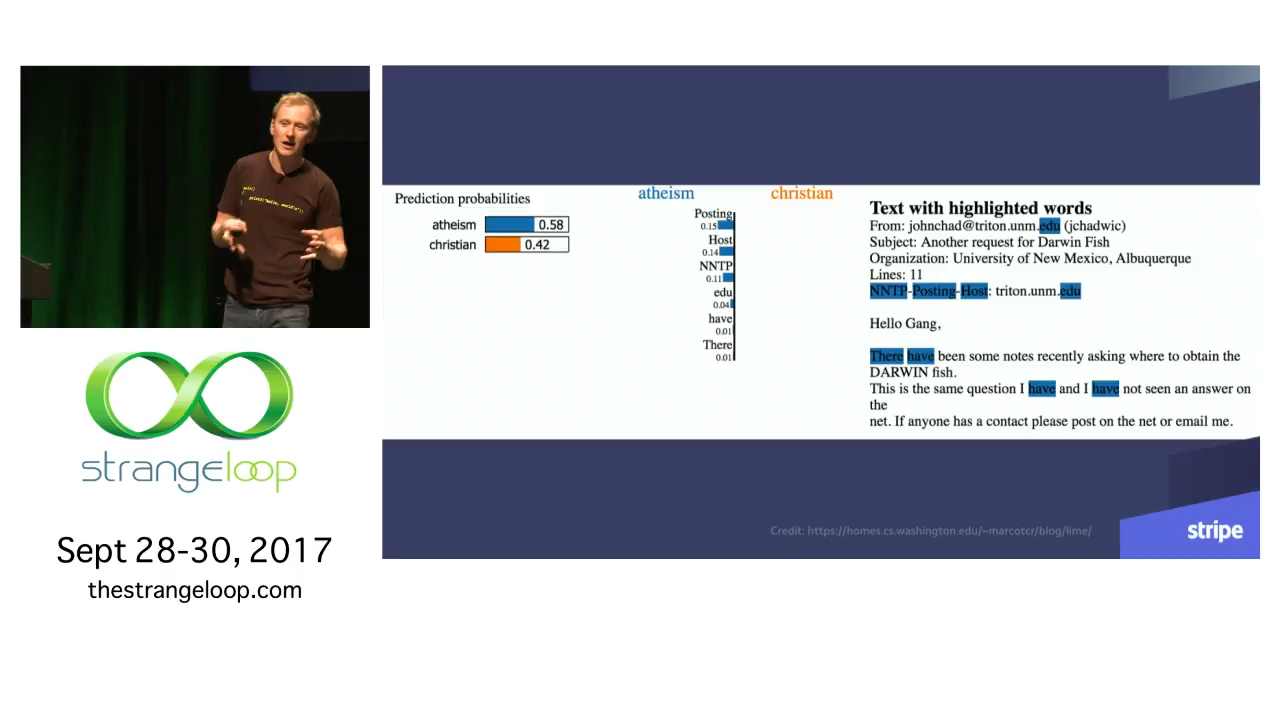 printf("hello, world\n");
strangeloop
Sept 28-30, 2017
thestrangeloop.com
Prediction probabilities
atheism 0.58
christian 0.42
atheism christian
Posting
0.15
Host
0.14
NNTP
0.11
edu
0.04
have
0.01
There
0.01
Text with highlighted words
From: johnchad@triton.unm.edu (jchadwic)
Subject: Another request for Darwin Fish
Organization: University of New Mexico, Albuquerque
Lines: 11
NNTP-Posting-Host: triton.unm.edu
Hello Gang,
There have been some notes recently asking where to obtain the
DARWIN fish.
This is the same question I have and I have not seen an answer on
the
net. If anyone has a contact please post on the net or email me.
Credit: https://homes.cs.washington.edu/~marcotcr/blog/lime/
stripe